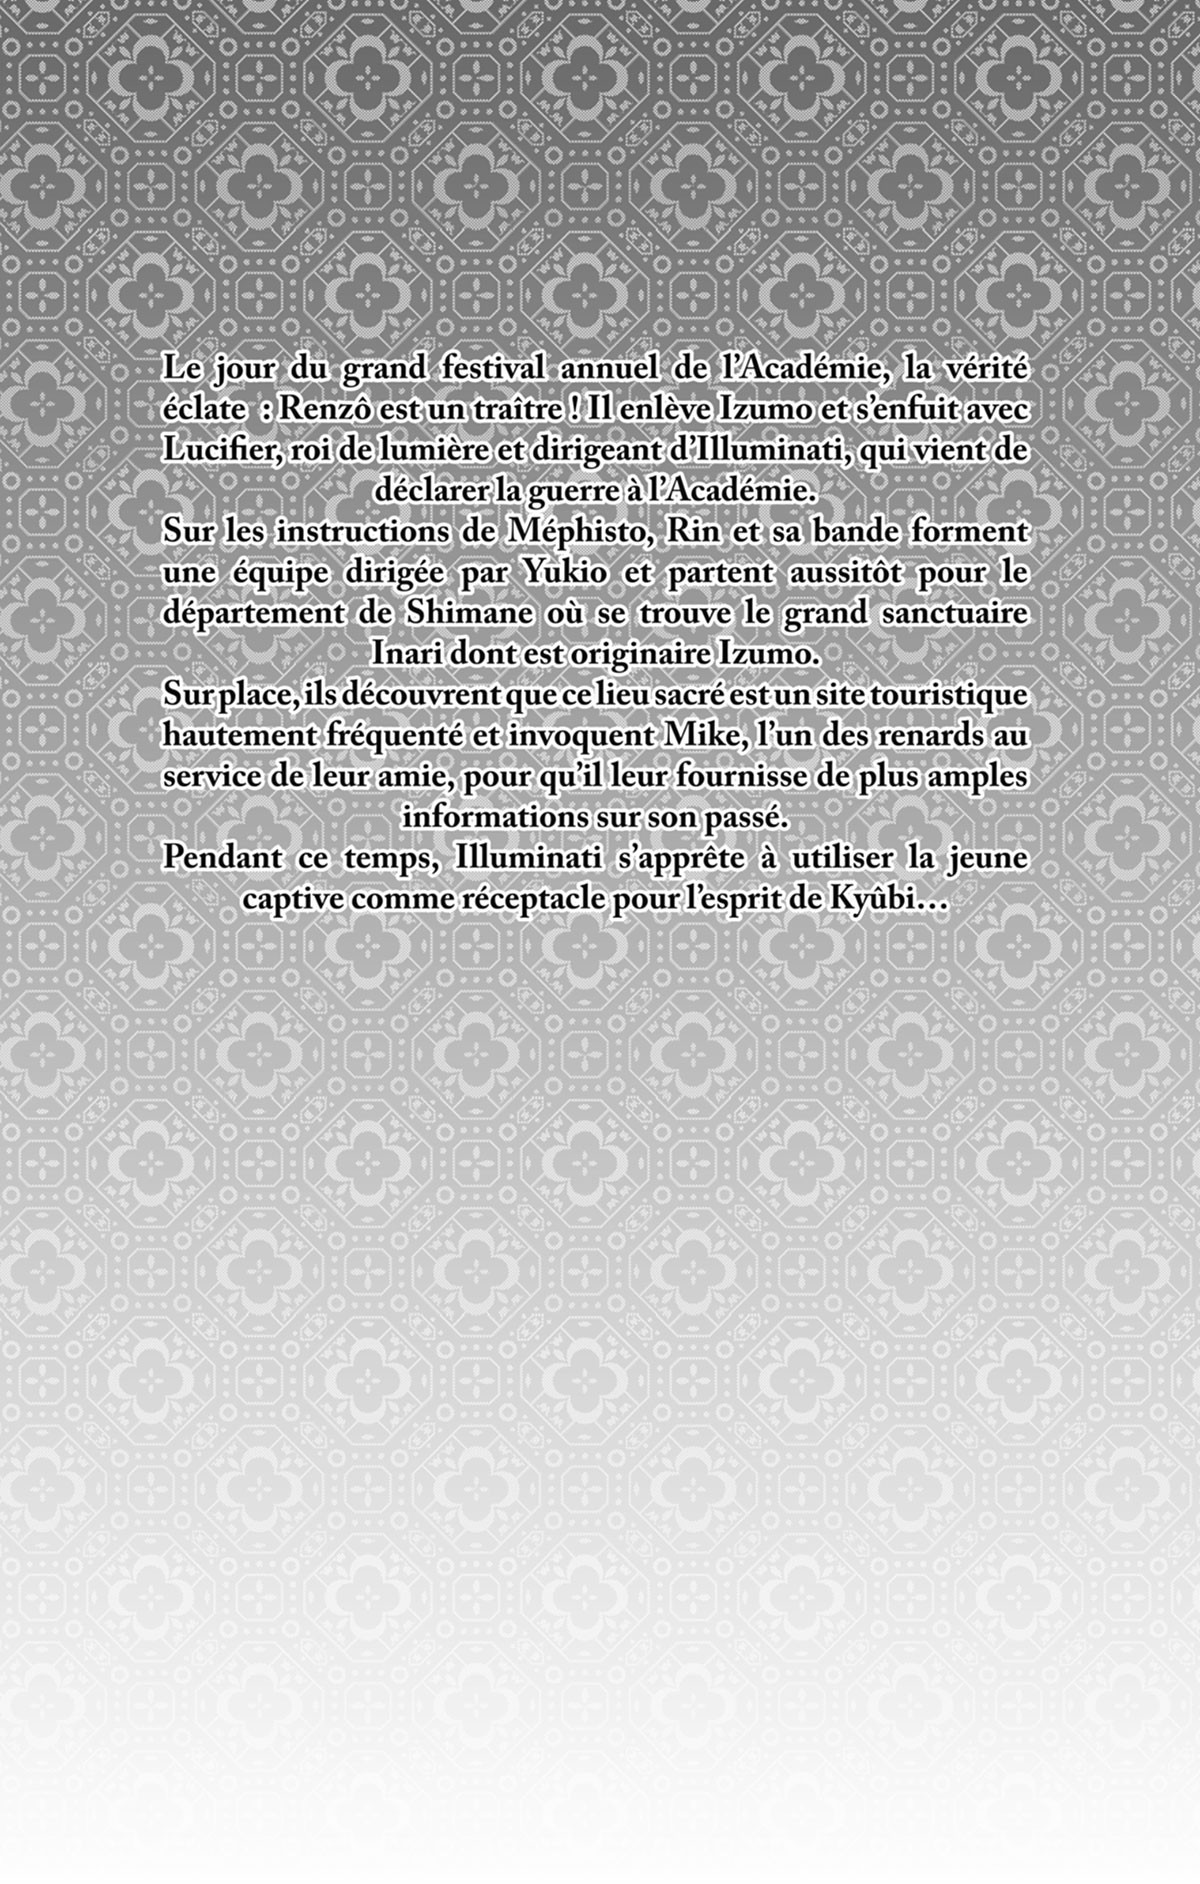 Le jour du grand festival annuel de l’Académie, la vérité
éclate : Renzô est un traître ! Il enlève Izumo et s’enfuit avec
Lucifier, roi de lumière et dirigeant d’Illuminati, qui vient de
déclarer la guerre à l’Académie.
Sur les instructions de Méphisto, Rin et sa bande forment
une équipe dirigée par Yukio et partent aussitôt pour le
département de Shimane où se trouve le grand sanctuaire
Inari dont est originaire Izumo.
Sur place, ils découvrent que ce lieu sacré est un site touristique
hautement fréquenté et invoquent Mike, l’un des renards au
service de leur amie, pour qu’il leur fournisse de plus amples
informations sur son passé.
Pendant ce temps, Illuminati s’apprête à utiliser la jeune
captive comme réceptacle pour l’esprit de Kyûbi…